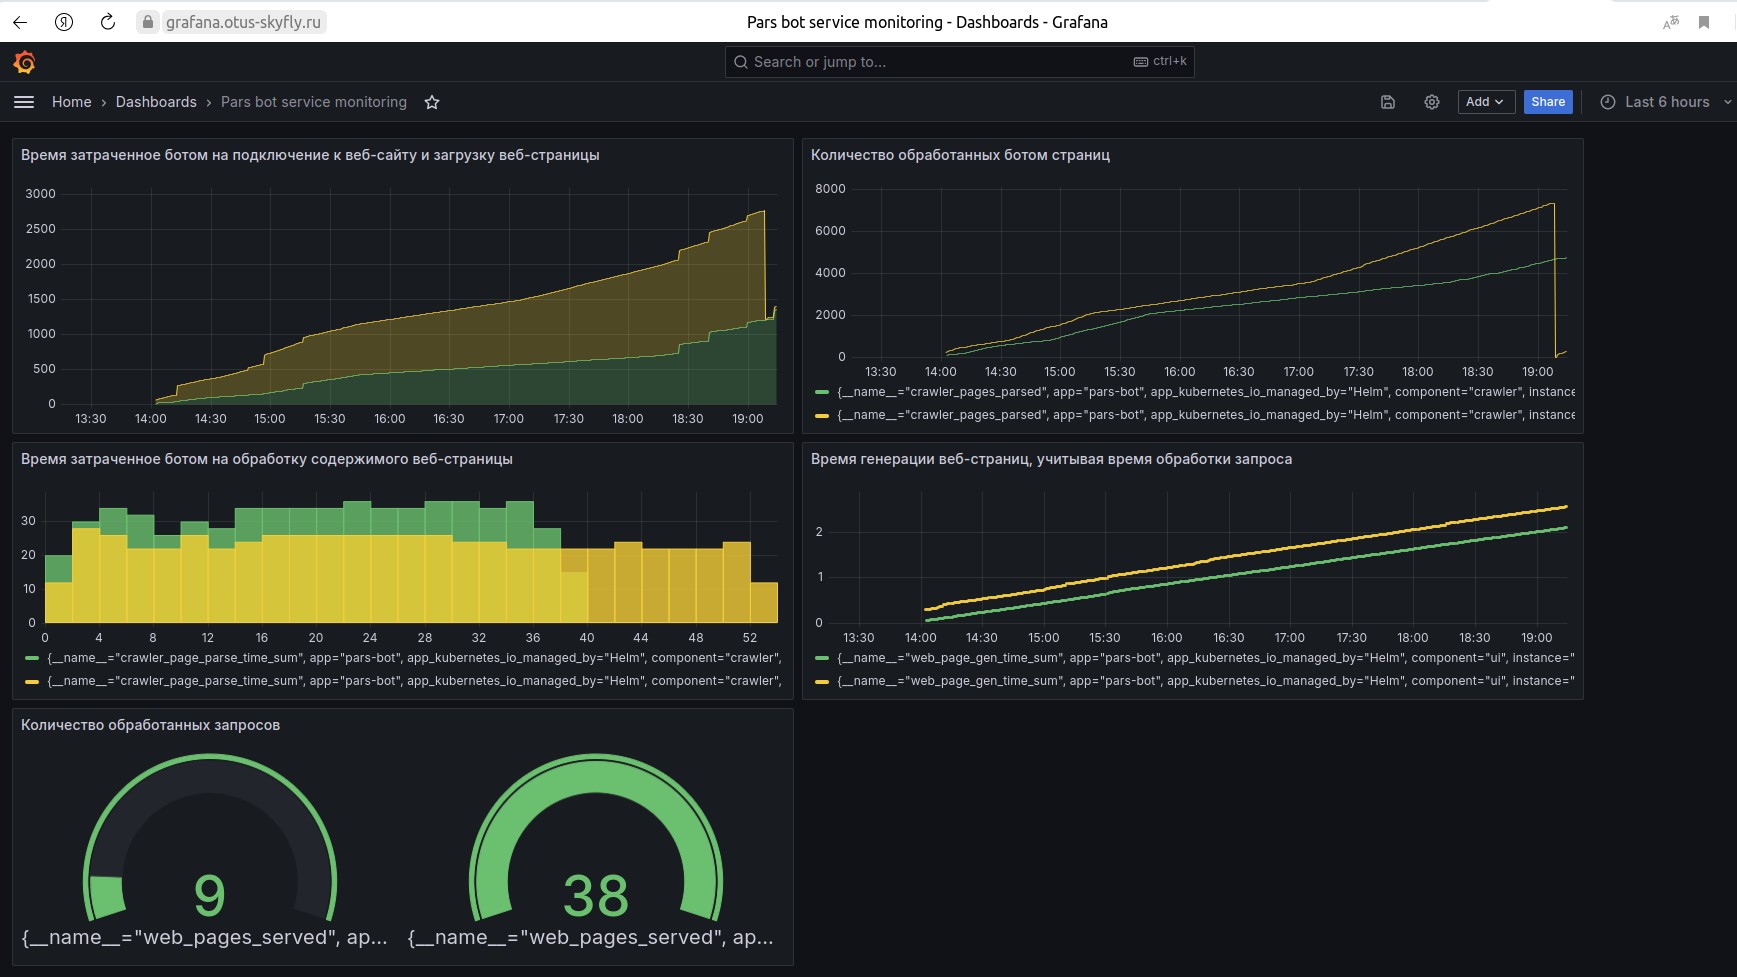 grafana.otus-skyfly.ru
Pars bot service monitoring - Dashboards - Grafana
Search or jump to...
ctrl+k
Home › Dashboards › Pars bot service monitoring
Add
Share
Last 6 hours
Время затраченное ботом на подключение к веб-сайту и загрузку веб-страницы
3000
2500
2000
1500
1000
500
0
13:30 14:00 14:30 15:00 15:30 16:00 16:30 17:00 17:30 18:00 18:30 19:00
Количество обработанных ботом страниц
8000
6000
4000
2000
0
13:30 14:00 14:30 15:00 15:30 16:00 16:30 17:00 17:30 18:00 18:30 19:00
{__name__="crawler_pages_parsed", app="pars-bot", app_kubernetes_io_managed_by="Helm", component="crawler", instance
{__name__="crawler_pages_parsed", app="pars-bot", app_kubernetes_io_managed_by="Helm", component="crawler", instance
Время затраченное ботом на обработку содержимого веб-страницы
30
20
10
0
0 4 8 12 16 20 24 28 32 36 40 44 48 52
{__name__="crawler_page_parse_time_sum", app="pars-bot", app_kubernetes_io_managed_by="Helm", component="crawler",
{__name__="crawler_page_parse_time_sum", app="pars-bot", app_kubernetes_io_managed_by="Helm", component="crawler",
Время генерации веб-страниц, учитывая время обработки запроса
2
1
0
13:30 14:00 14:30 15:00 15:30 16:00 16:30 17:00 17:30 18:00 18:30 19:00
{__name__="web_page_gen_time_sum", app="pars-bot", app_kubernetes_io_managed_by="Helm", component="ui", instance="
{__name__="web_page_gen_time_sum", app="pars-bot", app_kubernetes_io_managed_by="Helm", component="ui", instance="
Количество обработанных запросов
9
{__name__="web_pages_served", ap...
38
{__name__="web_pages_served", ap...